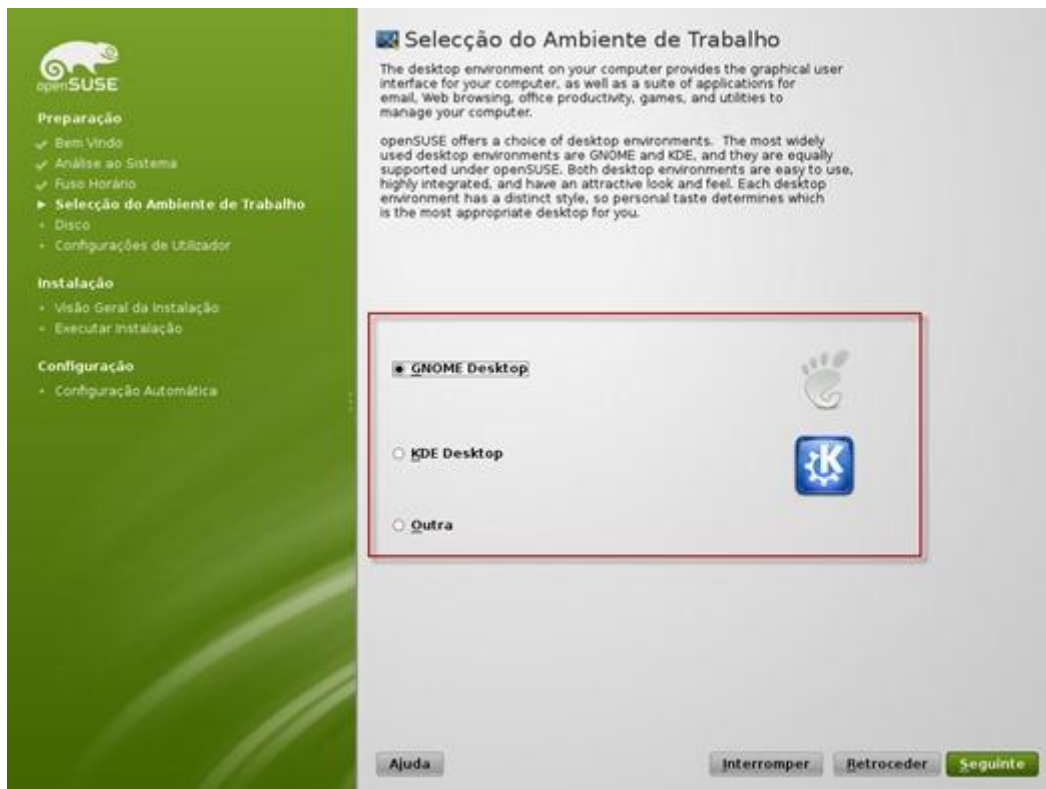 openSUSE
Preparação
Bem Vindo
Análise ao Sistema
Fuso Horário
Selecção do Ambiente de Trabalho
Disco
Configurações de Utilizador
Instalação
Visão Geral da Instalação
Executar Instalação
Configuração
Configuração Automática
Selecção do Ambiente de Trabalho
The desktop environment on your computer provides the graphical user
interface for your computer, as well as a suite of applications for
email, Web browsing, office productivity, games, and utilities to
manage your computer.
openSUSE offers a choice of desktop environments. The most widely
used desktop environments are GNOME and KDE, and they are equally
supported under openSUSE. Both desktop environments are easy to use,
highly integrated, and have an attractive look and feel. Each desktop
environment has a distinct style, so personal taste determines which
is the most appropriate desktop for you.
GNOME Desktop
KDE Desktop
K
Outra
Ajuda
Interromper
Retroceder
Seguinte